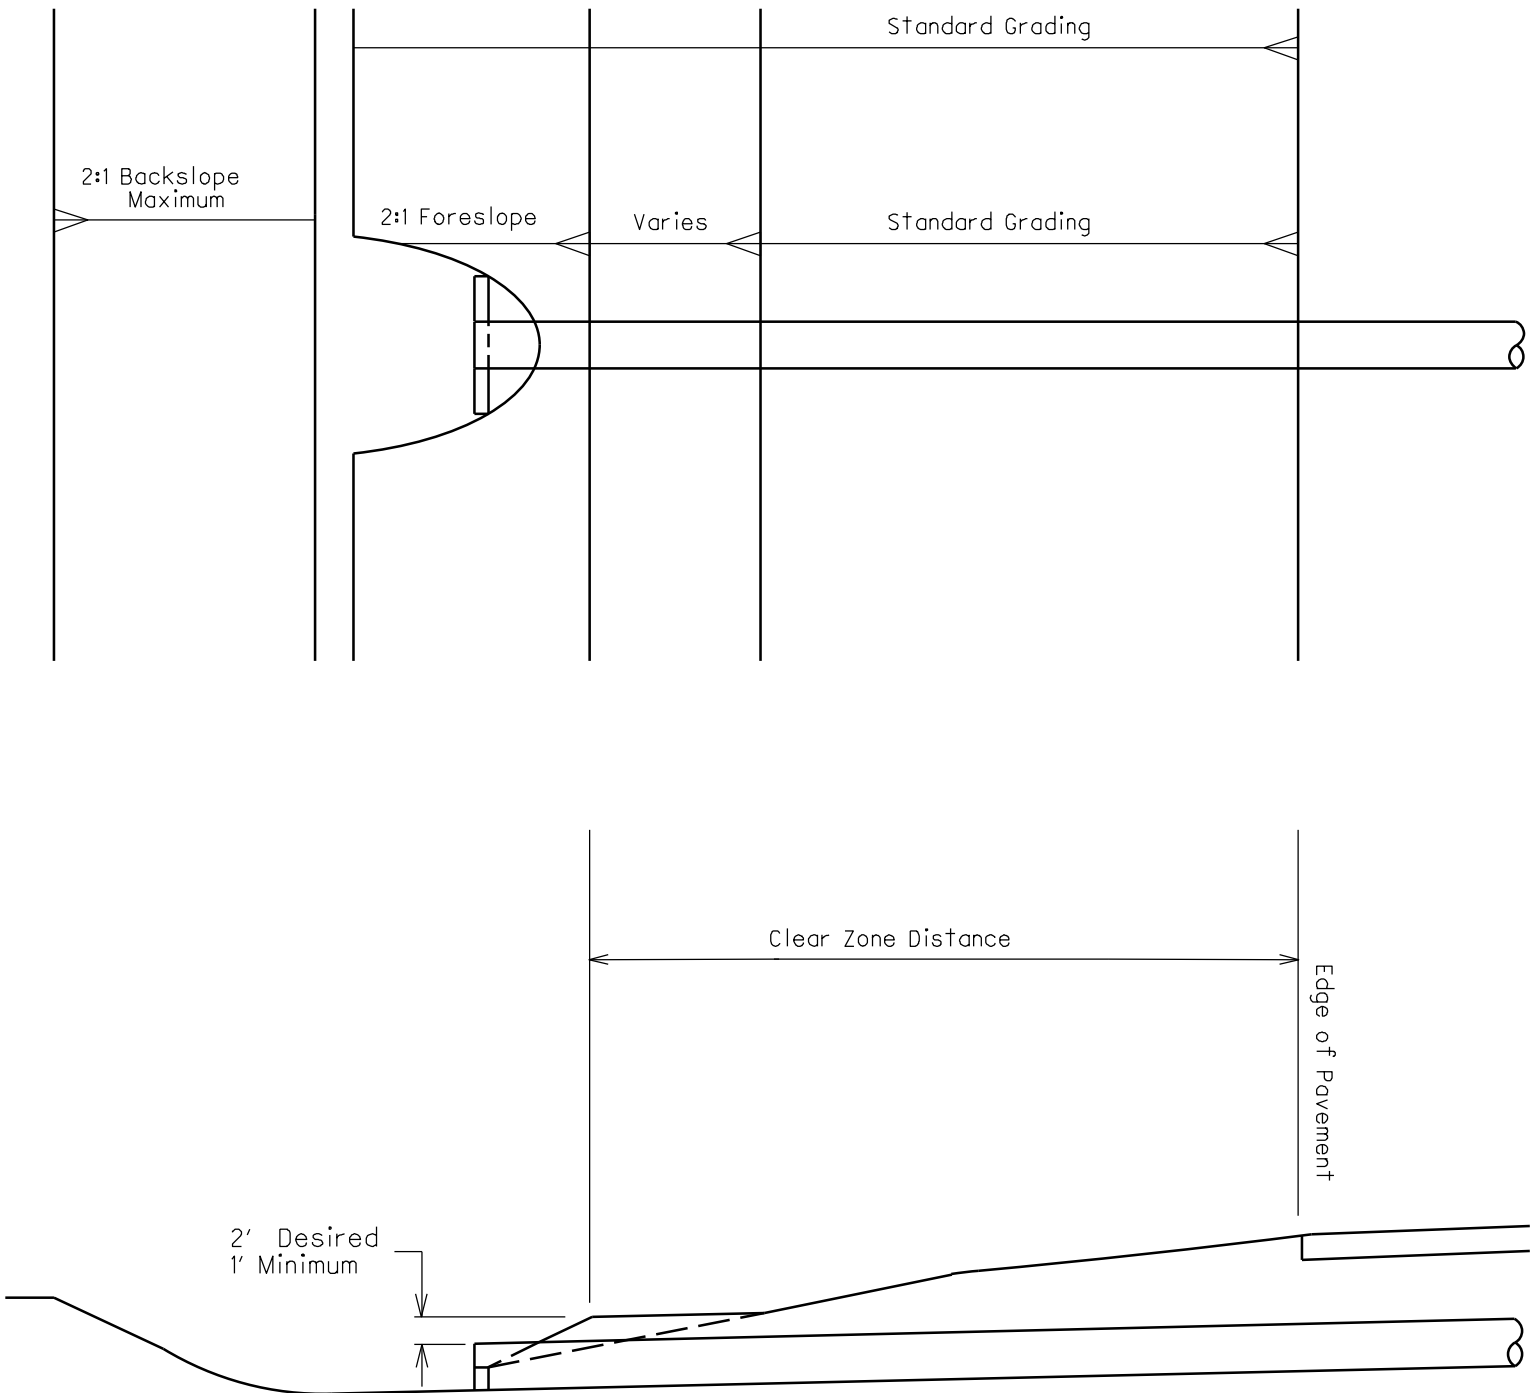 Standard Grading
2:1 Backslope
Maximum
2:1 Foreslope
Varies
Standard Grading
Clear Zone Distance
Edge of Pavement
2' Desired
1' Minimum